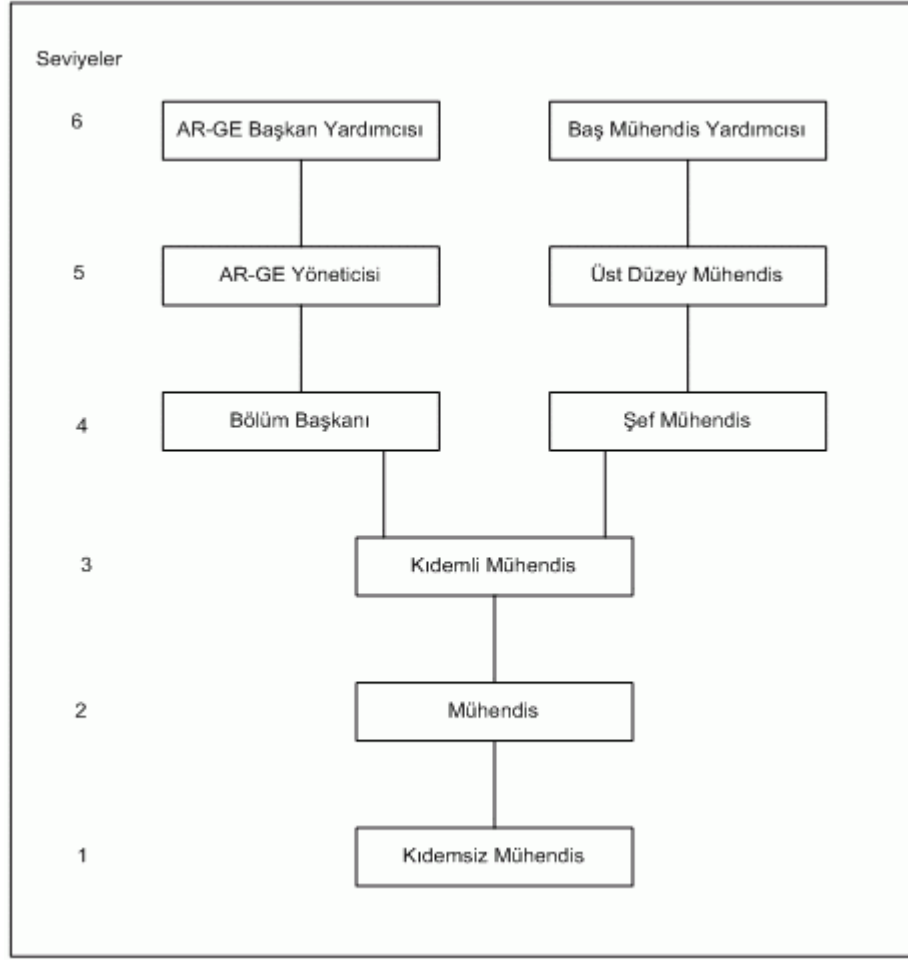 Seviyeler
6
AR-GE Başkan Yardımcısı
Baş Mühendis Yardımcısı
5
AR-GE Yöneticisi
Üst Düzey Mühendis
4
Bölüm Başkanı
Şef Mühendis
3
Kıdemli Mühendis
2
Mühendis
1
Kıdemsiz Mühendis